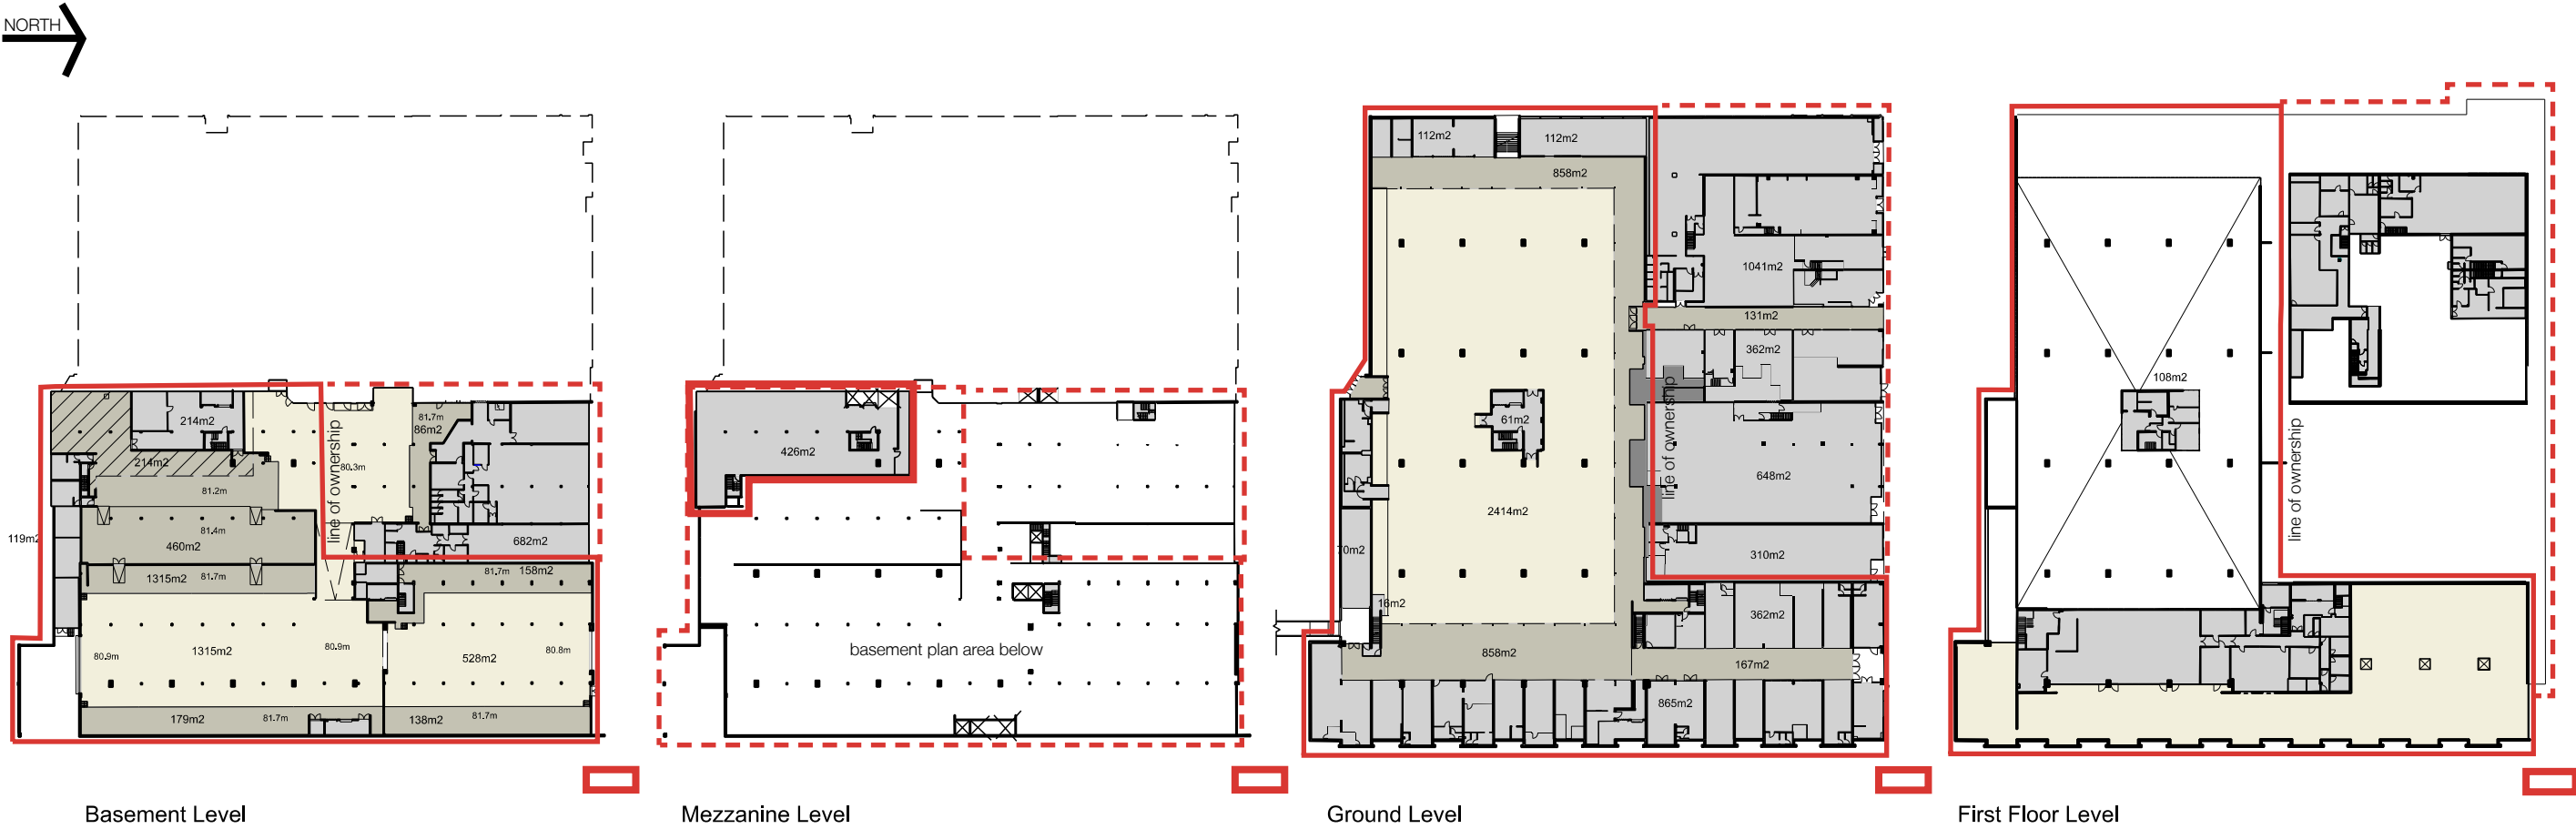 NORTH
81.7m
86m2
214m2
214m2
80.3m
line of ownership
81.2m
81.4m
460m2
119m2
682m2
1315m2
81.7m
81.7m
158m2
80.9m
1315m2
80.9m
528m2
80.8m
179m2
81.7m
138m2
81.7m
Basement Level
426m2
basement plan area below
Mezzanine Level
112m2
112m2
858m2
1041m2
131m2
362m2
61m2
line of ownership
648m2
2414m2
70m2
310m2
16m2
362m2
858m2
167m2
865m2
Ground Level
108m2
line of ownership
First Floor Level